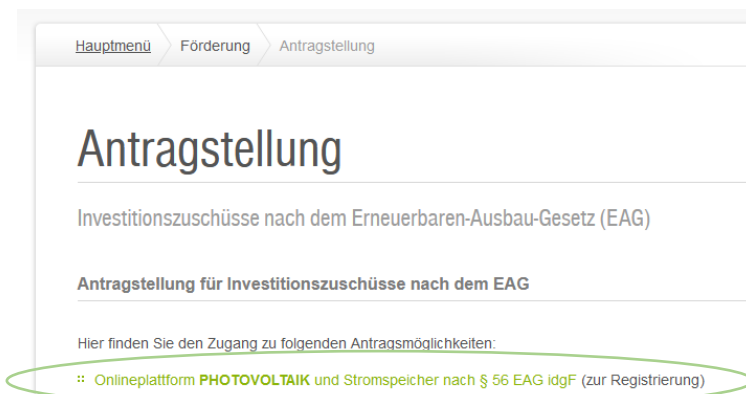 Hauptmenü Förderung Antragstellung
Antragstellung
Investitionszuschüsse nach dem Erneuerbaren-Ausbau-Gesetz (EAG)
Antragstellung für Investitionszuschüsse nach dem EAG
Hier finden Sie den Zugang zu folgenden Antragsmöglichkeiten:
Onlineplattform PHOTOVOLTAIK und Stromspeicher nach § 56 EAG idgF (zur Registrierung)